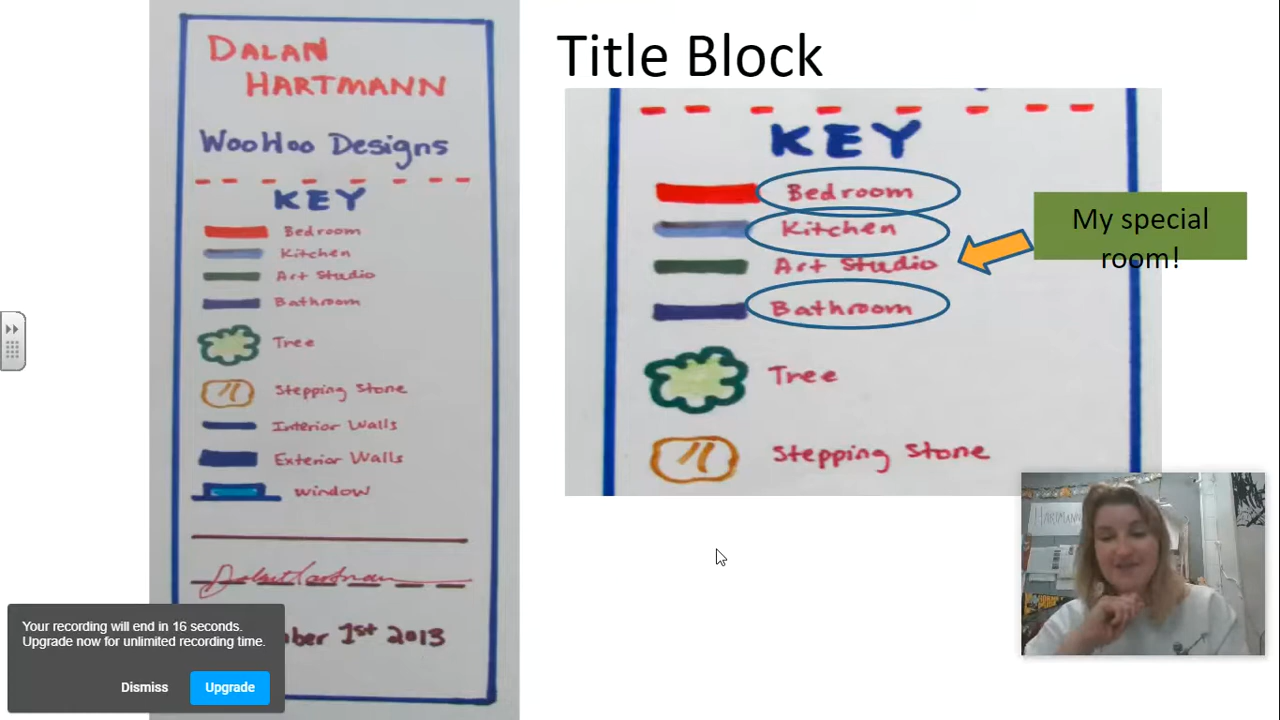 DALAN
HARTMANN
WooHoo Designs
KEY
Bedroom
Kitchen
Art Studio
Bathroom
Tree
Stepping Stone
Interior Walls
Exterior Walls
Window
ber 1st 2013
Title Block
KEY
Bedroom
Kitchen
Art Studio
Bathroom
Tree
Stepping Stone
My special
room!
HARTMANN
Your recording will end in 16 seconds.
Upgrade now for unlimited recording time.
Dismiss
Upgrade